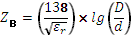 Z_B = (138/√ε_r) × lg(D/d)